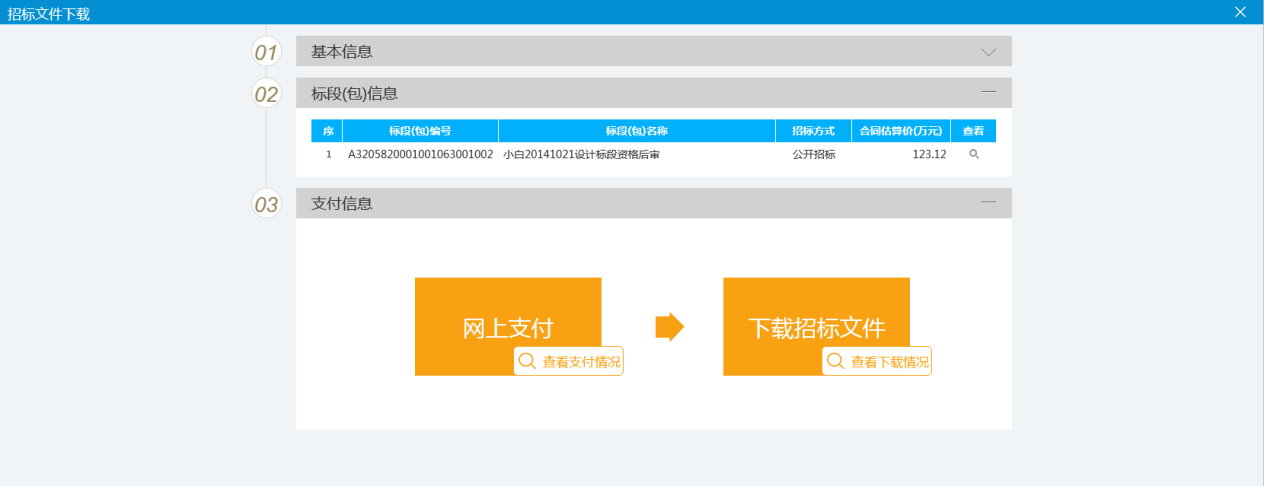 招标文件下载
01 基本信息
02 标段(包)信息
序 标段(包)编号 标段(包)名称 招标方式 合同估算价(万元) 查看
1 A3205820001001063001002 小白20141021设计标段资格后审 公开招标 123.12
03 支付信息
网上支付 下载招标文件
查看支付情况 查看下载情况